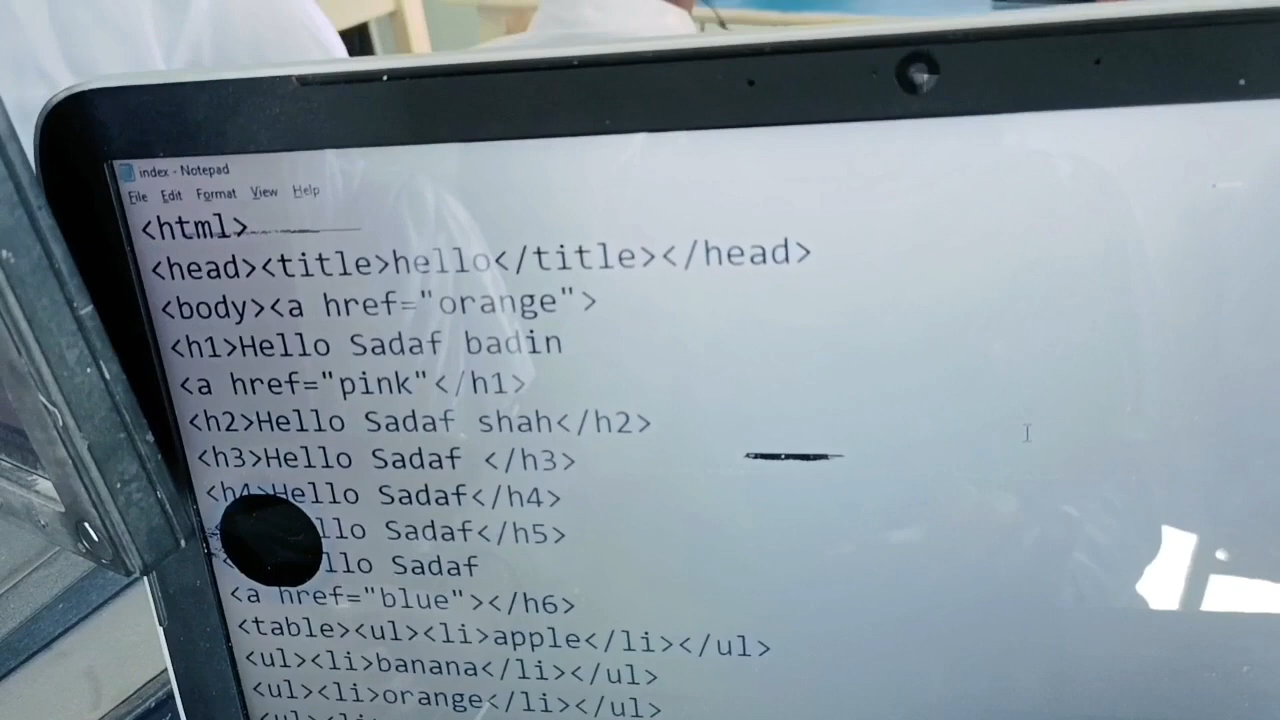 index - Notepad
File Edit Format View Help
<html>
<head><title>hello</title></head>
<body><a href="orange">
<h1>Hello Sadaf badin
<a href="pink"</h1>
<h2>Hello Sadaf shah</h2>
<h3>Hello Sadaf </h3>
<h4>Hello Sadaf</h4>
Sadaf</h5>
Sadaf
<a href="blue"></h6>
<table><ul><li>apple</li></ul>
<ul><li>banana</li></ul>
<ul><li>orange</li></ul>